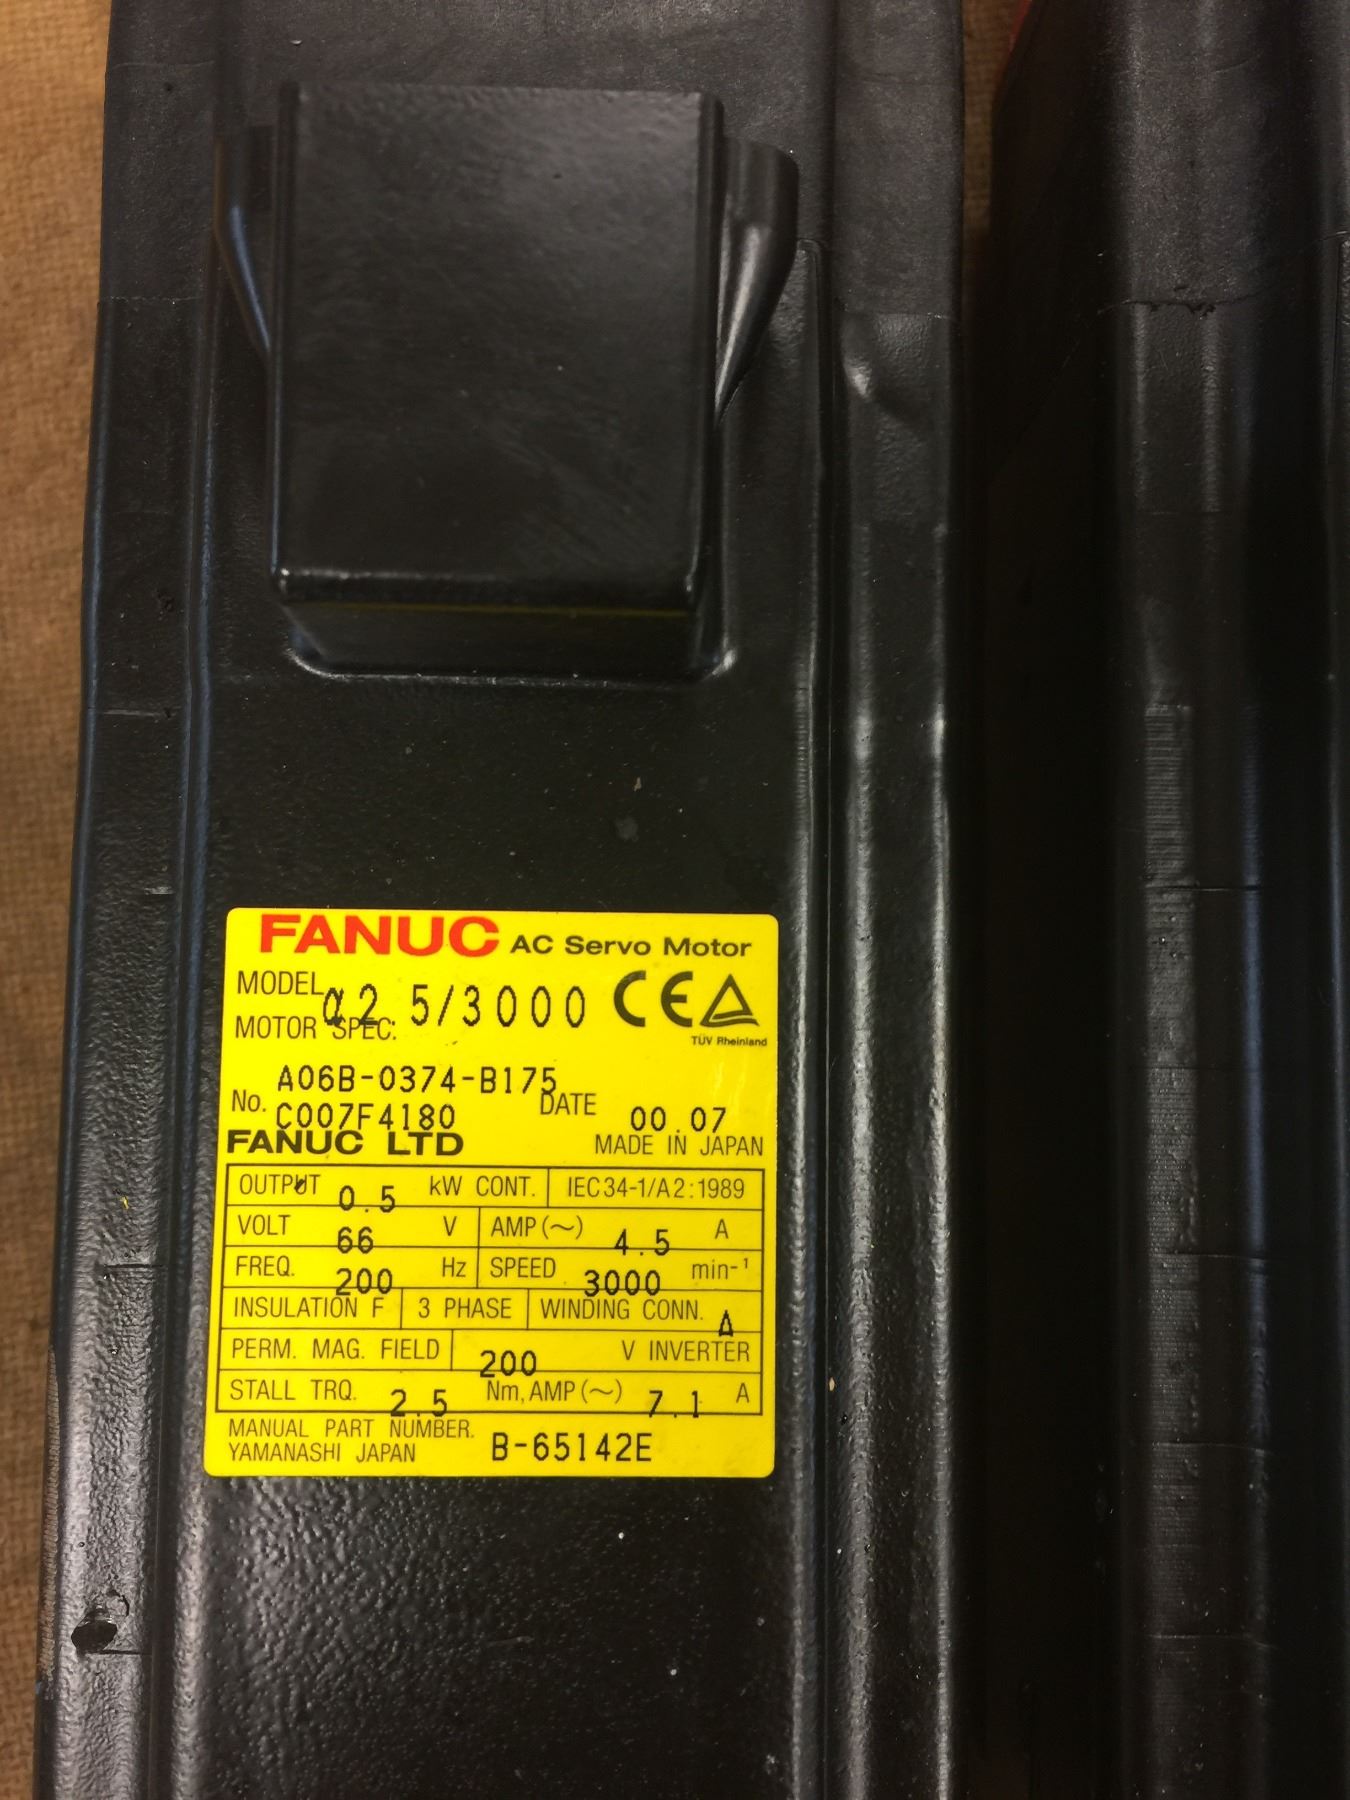 FANUC AC Servo Motor
MODEL α2.5/3000 CE
TÜV Rheinland
MOTOR SPEC.
A06B-0374-B175
No. C007F4180 DATE 00.07
FANUC LTD MADE IN JAPAN
OUTPUT 0.5 kW CONT. IEC34-1/A2:1989
VOLT 66 V AMP(~) 4.5 A
FREQ. 200 Hz SPEED 3000 min-¹
INSULATION F 3 PHASE WINDING CONN. Δ
PERM. MAG. FIELD 200 V INVERTER
STALL TRQ. 2.5 Nm, AMP(~) 7.1 A
MANUAL PART NUMBER. B-65142E
YAMANASHI JAPAN